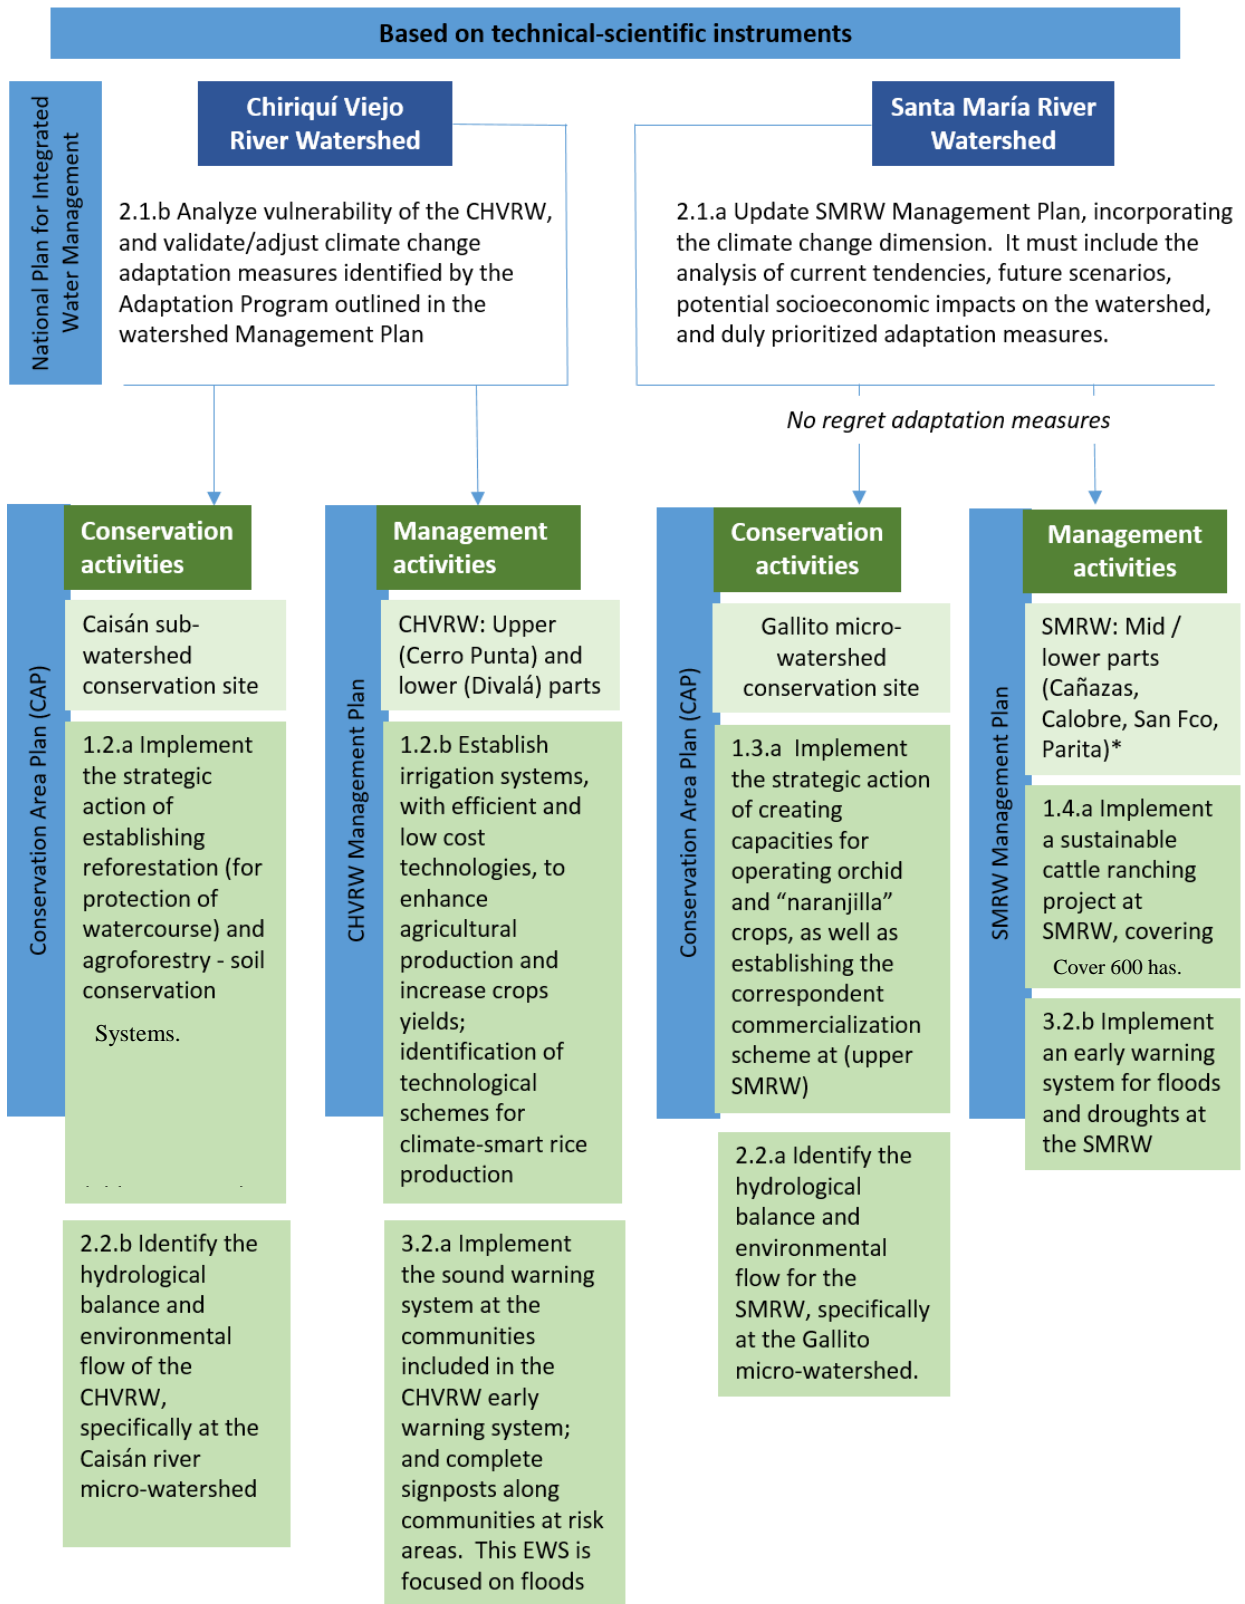 Based on technical-scientific instruments
National Plan for Integrated
Water Management
Chiriquí Viejo
River Watershed
2.1.b Analyze vulnerability of the CHVRW,
and validate/adjust climate change
adaptation measures identified by the
Adaptation Program outlined in the
watershed Management Plan
Santa María River
Watershed
2.1.a Update SMRW Management Plan, incorporating
the climate change dimension.  It must include the
analysis of current tendencies, future scenarios,
potential socioeconomic impacts on the watershed,
and duly prioritized adaptation measures.
No regret adaptation measures
Conservation Area Plan (CAP)
Conservation
activities
Caisán sub-
watershed
conservation site
1.2.a Implement
the strategic
action of
establishing
reforestation (for
protection of
watercourse) and
agroforestry - soil
conservation
Systems.
2.2.b Identify the
hydrological
balance and
environmental
flow of the
CHVRW,
specifically at the
Caisán river
micro-watershed
CHVRW Management Plan
Management
activities
CHVRW: Upper
(Cerro Punta) and
lower (Divalá) parts
1.2.b Establish
irrigation systems,
with efficient and
low cost
technologies, to
enhance
agricultural
production and
increase crops
yields;
identification of
technological
schemes for
climate-smart rice
production
3.2.a Implement
the sound warning
system at the
communities
included in the
CHVRW early
warning system;
and complete
signposts along
communities at risk
areas.  This EWS is
focused on floods
Conservation Area Plan (CAP)
Conservation
activities
Gallito micro-
watershed
conservation site
1.3.a  Implement
the strategic action
of creating
capacities for
operating orchid
and “naranjilla”
crops, as well as
establishing the
correspondent
commercialization
scheme at (upper
SMRW)
2.2.a Identify the
hydrological
balance and
environmental
flow for the
SMRW, specifically
at the Gallito
micro-watershed.
SMRW Management Plan
Management
activities
SMRW: Mid /
lower parts
(Cañazas,
Calobre, San Fco,
Parita)*
1.4.a Implement
a sustainable
cattle ranching
project at
SMRW, covering
Cover 600 has.
3.2.b Implement
an early warning
system for floods
and droughts at
the SMRW